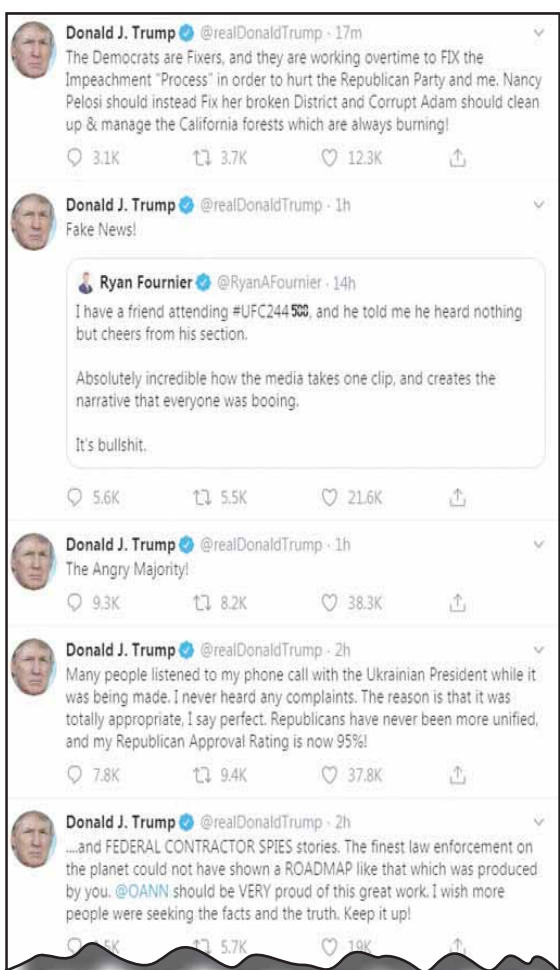 Donald J. Trump @realDonaldTrump · 17m
The Democrats are Fixers, and they are working overtime to FIX the
Impeachment "Process" in order to hurt the Republican Party and me. Nancy
Pelosi should instead Fix her broken District and Corrupt Adam should clean
up & manage the California forests which are always burning!
3.1K 3.7K 12.3K
Donald J. Trump @realDonaldTrump · 1h
Fake News!
Ryan Fournier @RyanAFournier · 14h
I have a friend attending #UFC244, and he told me he heard nothing
but cheers from his section.
Absolutely incredible how the media takes one clip, and creates the
narrative that everyone was booing.
It's bullshit.
5.6K 5.5K 21.6K
Donald J. Trump @realDonaldTrump · 1h
The Angry Majority!
9.3K 8.2K 38.3K
Donald J. Trump @realDonaldTrump · 2h
Many people listened to my phone call with the Ukrainian President while it
was being made. I never heard any complaints. The reason is that it was
totally appropriate, I say perfect. Republicans have never been more unified,
and my Republican Approval Rating is now 95%!
7.8K 9.4K 37.8K
Donald J. Trump @realDonaldTrump · 2h
....and FEDERAL CONTRACTOR SPIES stories. The finest law enforcement on
the planet could not have shown a ROADMAP like that which was produced
by you. @OANN should be VERY proud of this great work. I wish more
people were seeking the facts and the truth. Keep it up!
5.7K 19K